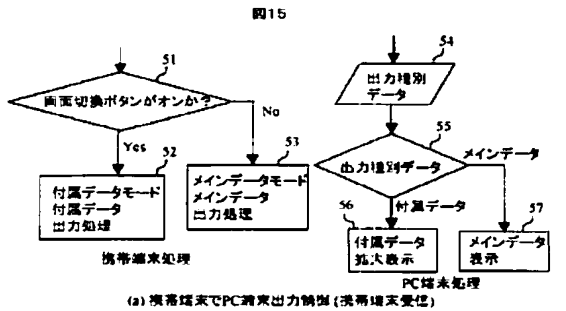 図15
51
画面切換ボタンがオンか?
Yes
No
52
付属データモード
付属データ
出力処理
53
メインデータモード
メインデータ
出力処理
携帯端末処理
54
出力種別
データ
55
出力種別データ
メインデータ
付属データ
56
付属データ
拡大表示
57
メインデータ
表示
PC端末処理
(a) 携帯端末でPC端末出力制御 (携帯端末受信)